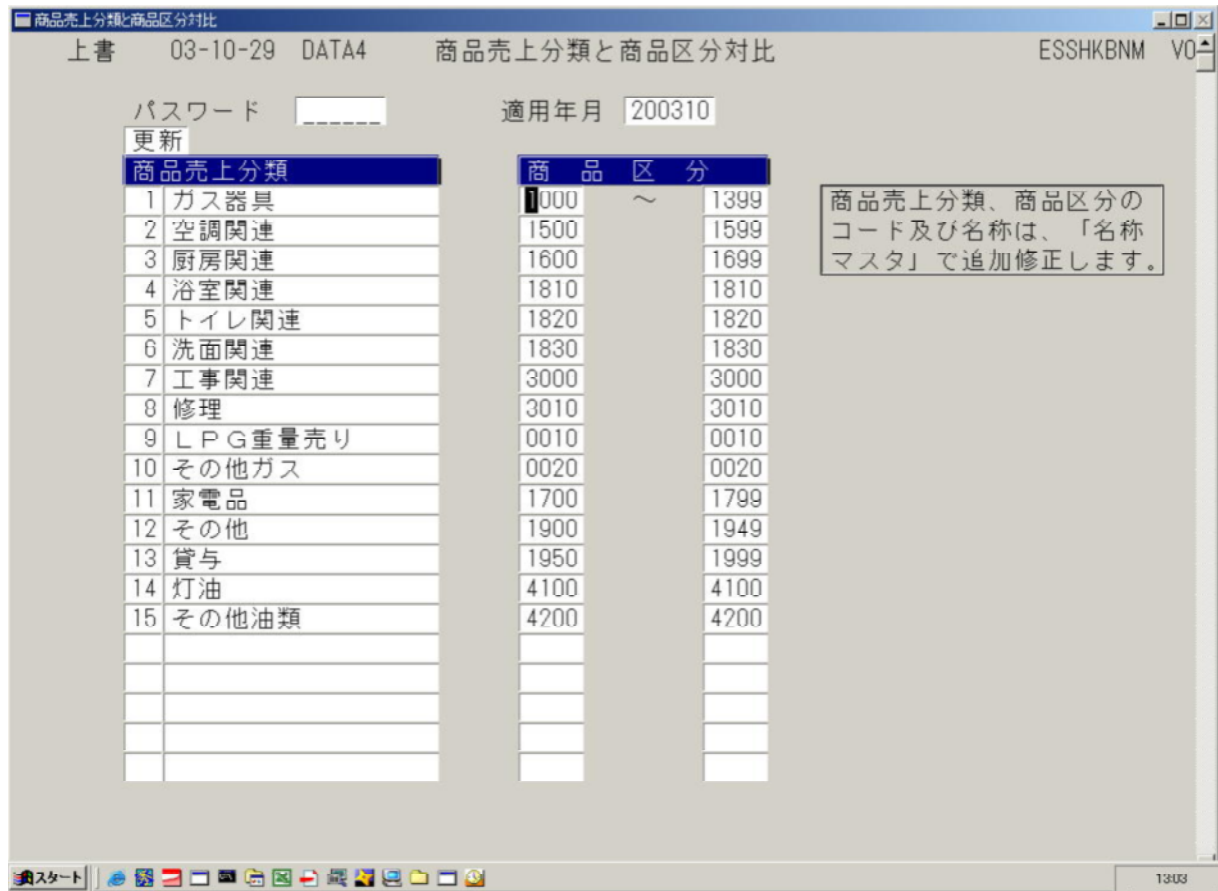 商品売上分類と商品区分対比
上書 03-10-29 DATA4 商品売上分類と商品区分対比 ESSHKBNM V0
パスワード ______ 適用年月 200310
更新
商品売上分類 商 品 区 分
1 ガス器具 1000 ～ 1399
2 空調関連 1500 1599
3 厨房関連 1600 1699
4 浴室関連 1810 1810
5 トイレ関連 1820 1820
6 洗面関連 1830 1830
7 工事関連 3000 3000
8 修理 3010 3010
9 ＬＰＧ重量売り 0010 0010
10 その他ガス 0020 0020
11 家電品 1700 1799
12 その他 1900 1949
13 貸与 1950 1999
14 灯油 4100 4100
15 その他油類 4200 4200
商品売上分類、商品区分の
コード及び名称は、「名称
マスタ」で追加修正します。
スタート 13:03